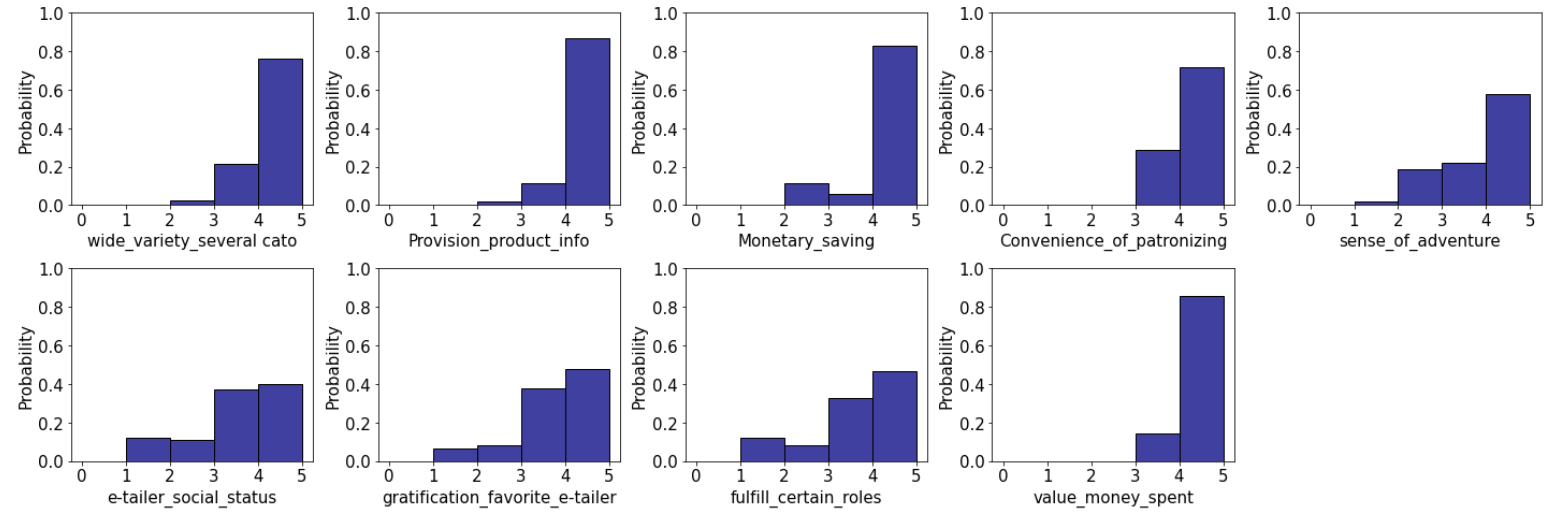 1.0 1.0 1.0 1.0 1.0
0.8 0.8 0.8 0.8 0.8
0.6 0.6 0.6 0.6 0.6
0.4 0.4 0.4 0.4 0.4
0.2 0.2 0.2 0.2 0.2
0.0 0.0 0.0 0.0 0.0
Probability Probability Probability Probability Probability
0 1 2 3 4 5 0 1 2 3 4 5 0 1 2 3 4 5 0 1 2 3 4 5 0 1 2 3 4 5
wide_variety_several cato Provision_product_info Monetary_saving Convenience_of_patronizing sense_of_adventure
1.0 1.0 1.0 1.0
0.8 0.8 0.8 0.8
0.6 0.6 0.6 0.6
0.4 0.4 0.4 0.4
0.2 0.2 0.2 0.2
0.0 0.0 0.0 0.0
Probability Probability Probability Probability
0 1 2 3 4 5 0 1 2 3 4 5 0 1 2 3 4 5 0 1 2 3 4 5
e-tailer_social_status gratification_favorite_e-tailer fulfill_certain_roles value_money_spent